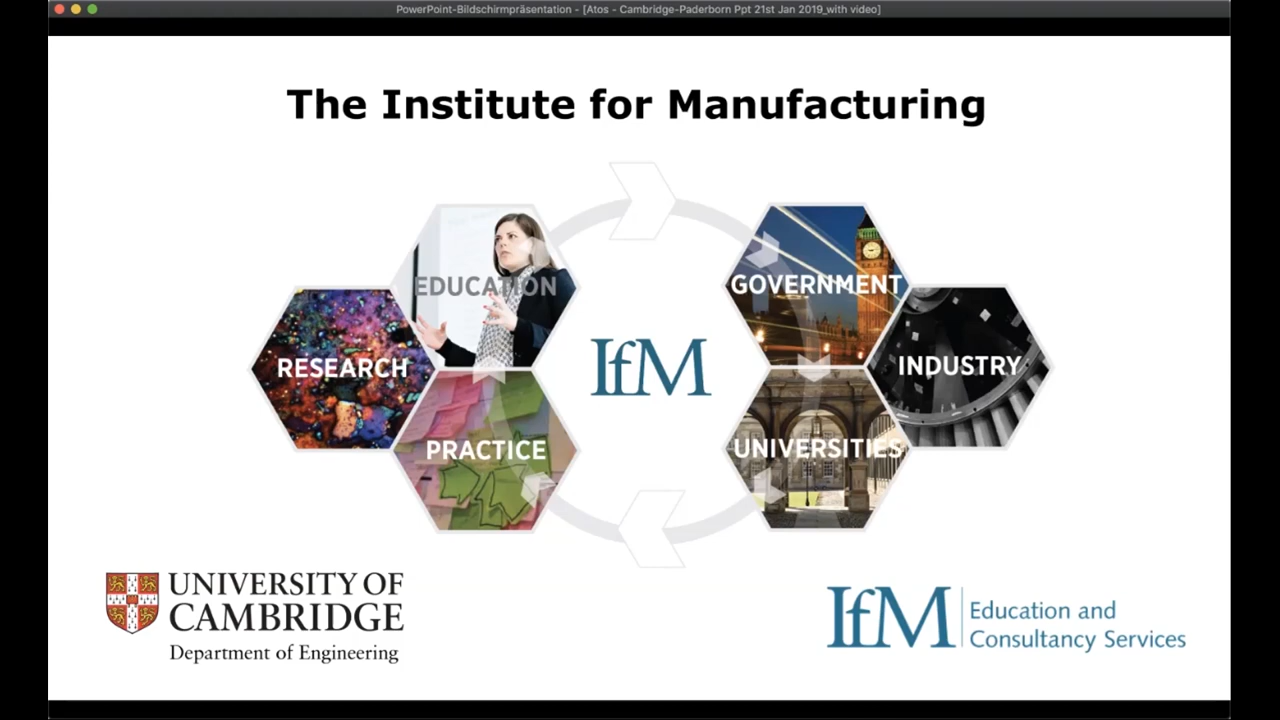 PowerPoint-Bildschirmpräsentation - [Atos - Cambridge-Paderborn Ppt 21st Jan 2019_with video]
The Institute for Manufacturing
EDUCATION
GOVERNMENT
RESEARCH
IfM
INDUSTRY
PRACTICE
UNIVERSITIES
UNIVERSITY OF
CAMBRIDGE
Department of Engineering
IfM
Education and
Consultancy Services